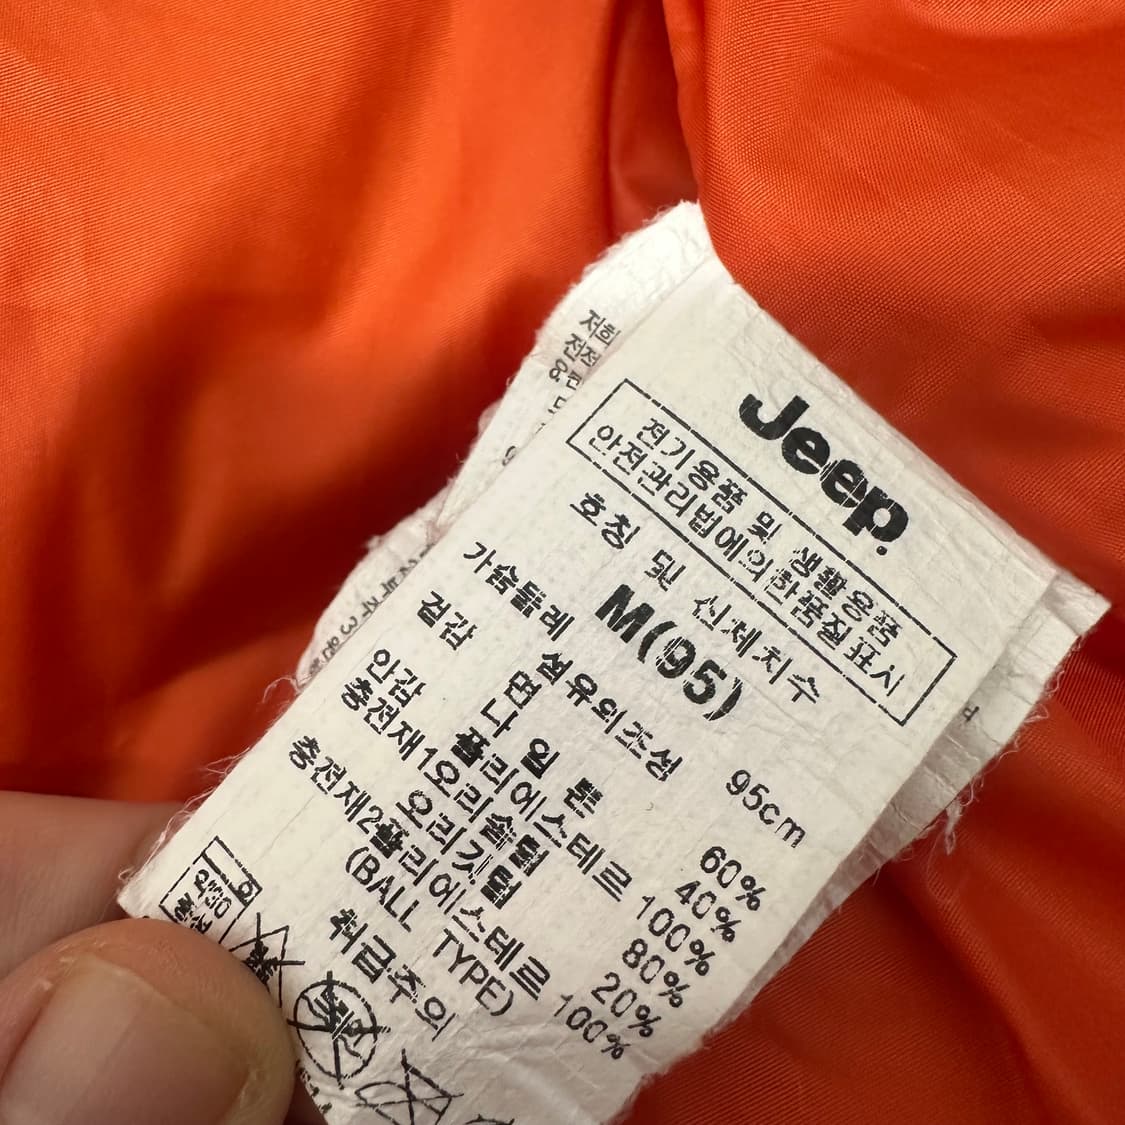 Jeep.
전기용품 및 생활용품
안전관리법에의한품질표시
호칭 및 신체치수
M(95)
가슴둘레 95cm
섬유의조성
겉감 면 60%
나일론 40%
안감 폴리에스테르 100%
충전재1오리솜털 80%
오리깃털 20%
충전재2폴리에스테르 100%
(BALL TYPE)
취급주의
저희
전정